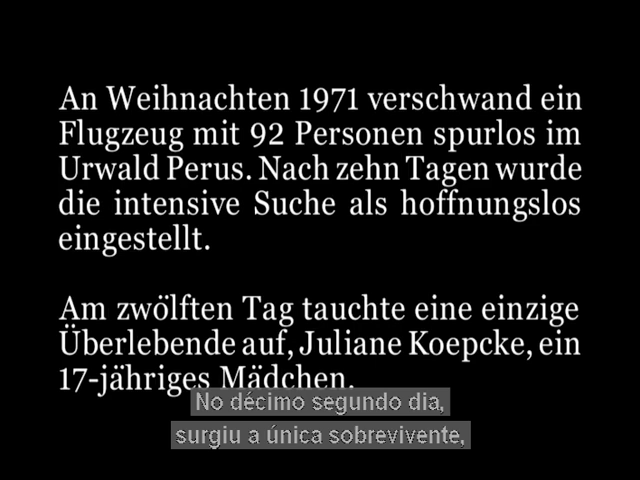 An Weihnachten 1971 verschwand ein
Flugzeug mit 92 Personen spurlos im
Urwald Perus. Nach zehn Tagen wurde
die intensive Suche als hoffnungslos
eingestellt.
Am zwölften Tag tauchte eine einzige
Überlebende auf, Juliane Koepcke, ein
17-jähriges Mädchen.
No décimo segundo dia,
surgiu a única sobrevivente,